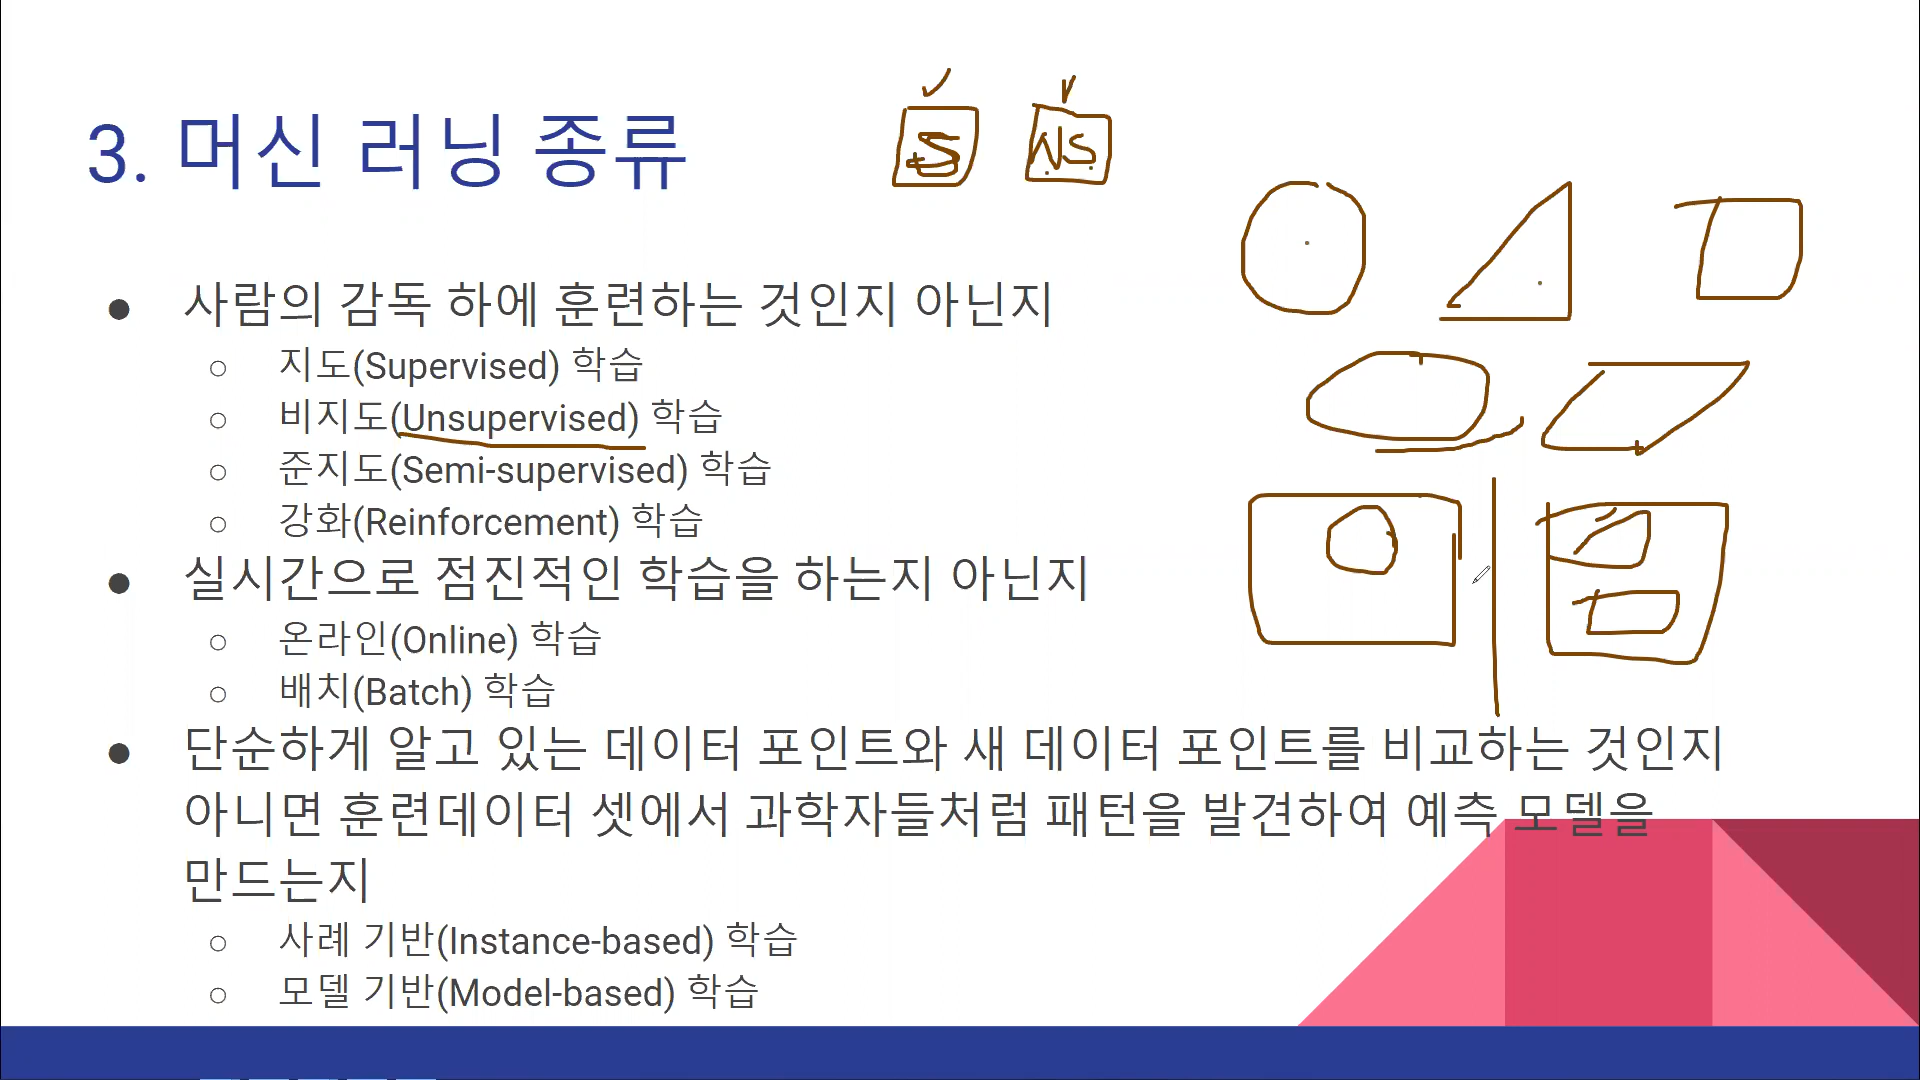 3. 머신 러닝 종류
S NS
● 사람의 감독 하에 훈련하는 것인지 아닌지
○ 지도(Supervised) 학습
○ 비지도(Unsupervised) 학습
○ 준지도(Semi-supervised) 학습
○ 강화(Reinforcement) 학습
● 실시간으로 점진적인 학습을 하는지 아닌지
○ 온라인(Online) 학습
○ 배치(Batch) 학습
● 단순하게 알고 있는 데이터 포인트와 새 데이터 포인트를 비교하는 것인지
아니면 훈련데이터 셋에서 과학자들처럼 패턴을 발견하여 예측 모델을
만드는지
○ 사례 기반(Instance-based) 학습
○ 모델 기반(Model-based) 학습